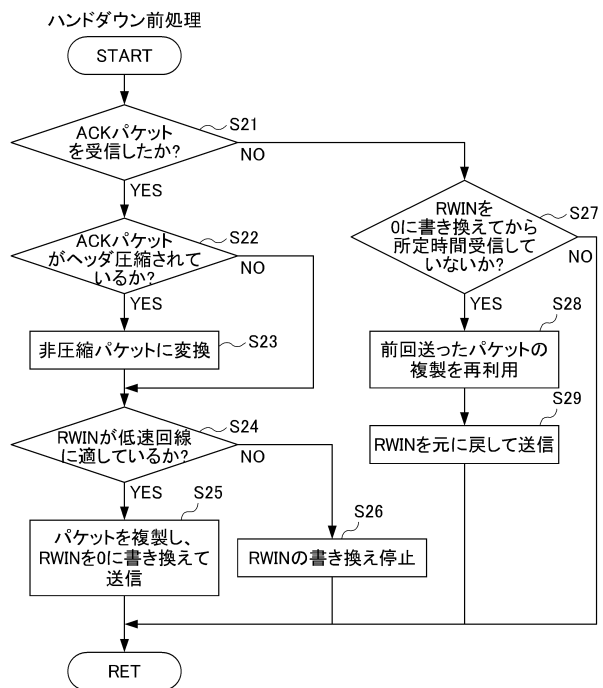 ハンドダウン前処理
START
S21
ACKパケット
を受信したか?
NO
YES
S22
ACKパケット
がヘッダ圧縮されて
いるか?
NO
YES
S23
非圧縮パケットに変換
S24
RWINが低速回線
に適しているか?
NO
YES
S25
パケットを複製し、
RWINを0に書き換えて
送信
S26
RWINの書き換え停止
S27
RWINを
0に書き換えてから
所定時間受信して
いないか?
NO
YES
S28
前回送ったパケットの
複製を再利用
S29
RWINを元に戻して送信
RET